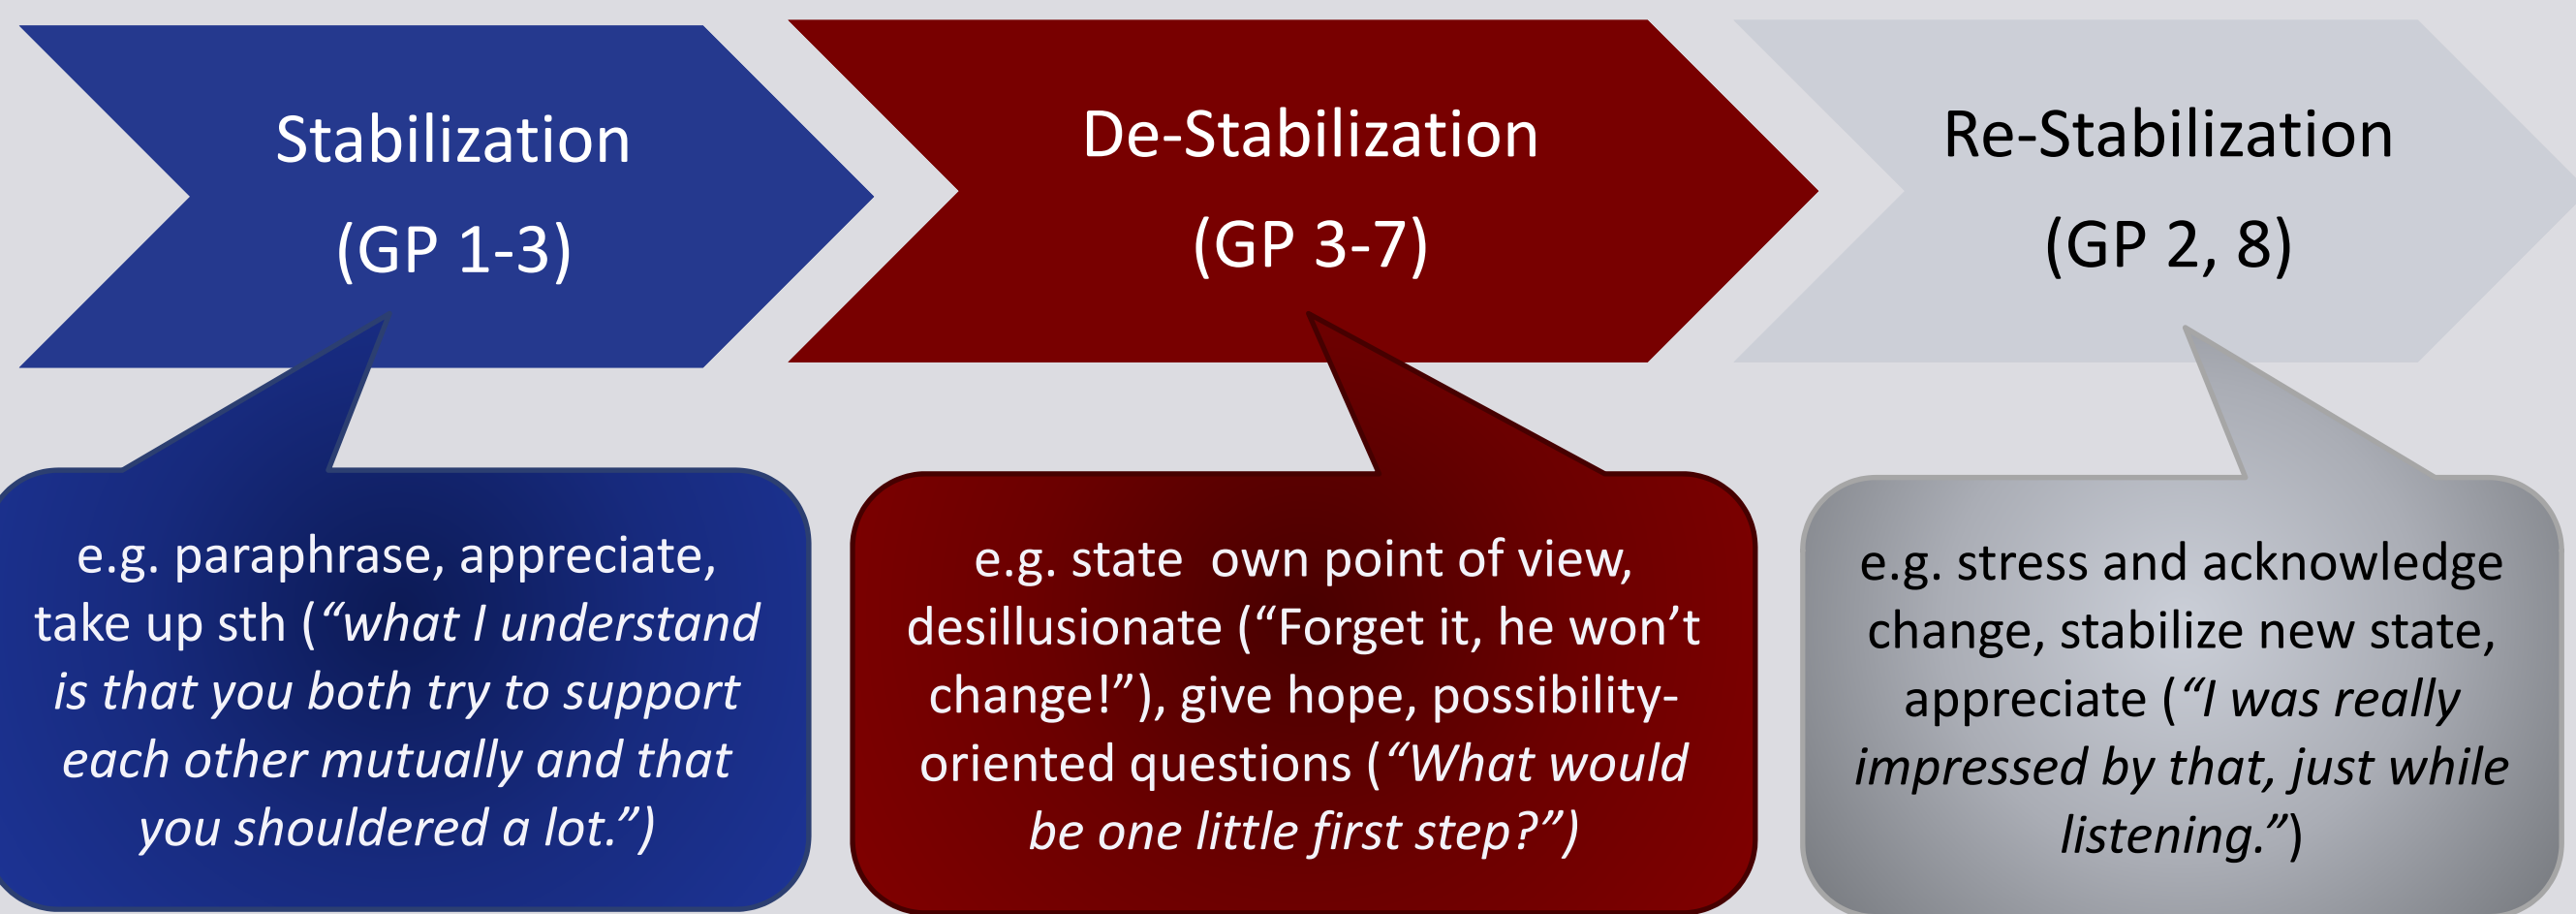 Stabilization
(GP 1-3)
De-Stabilization
(GP 3-7)
Re-Stabilization
(GP 2, 8)
e.g. paraphrase, appreciate,
take up sth (“what I understand
is that you both try to support
each other mutually and that
you shouldered a lot.”)
e.g. state  own point of view,
desillusionate (“Forget it, he won’t
change!”), give hope, possibility-
oriented questions (“What would
be one little first step?”)
e.g. stress and acknowledge
change, stabilize new state,
appreciate (“I was really
impressed by that, just while
listening.”)